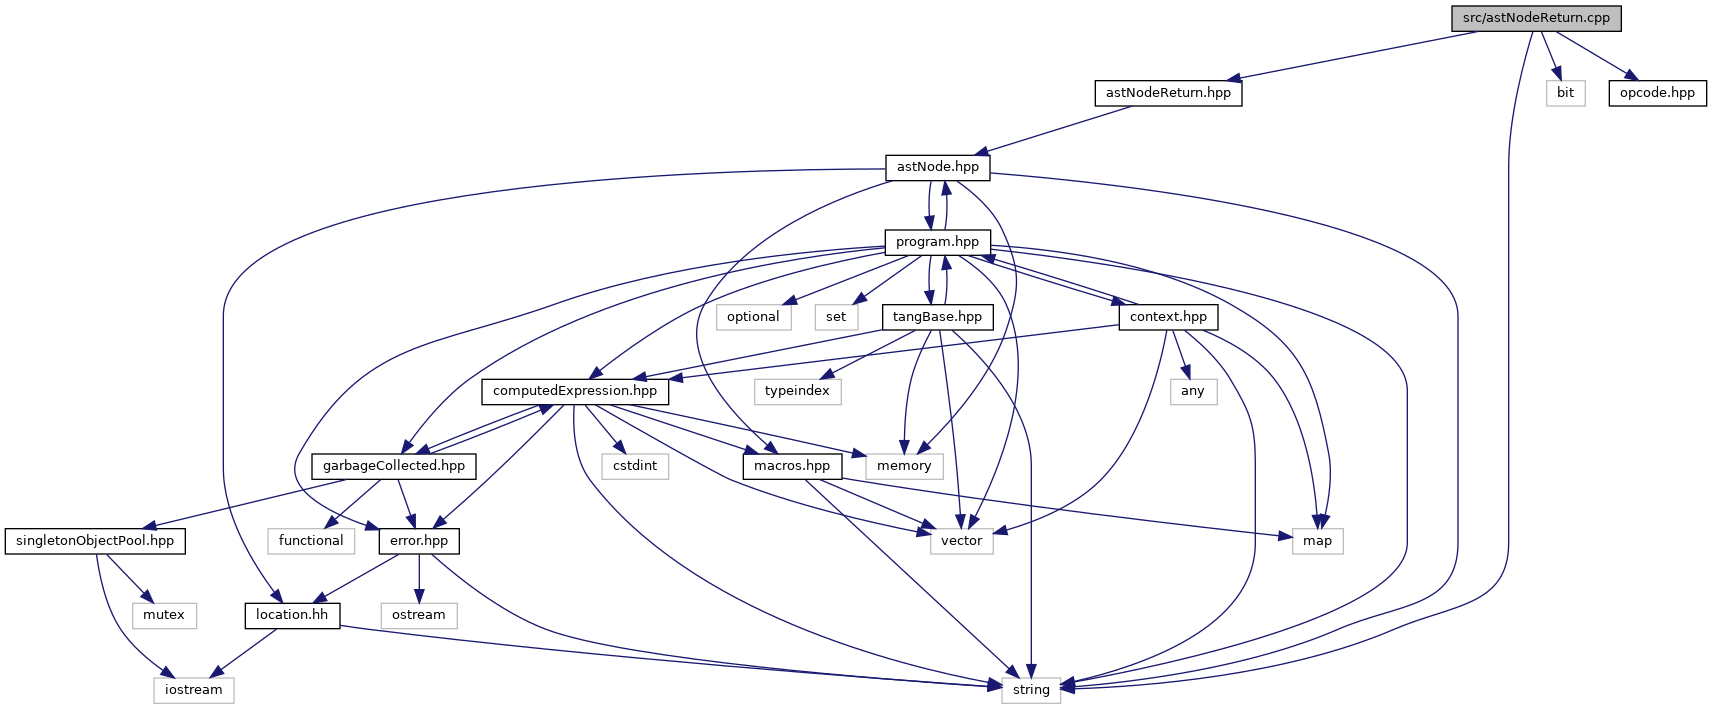 src/astNodeReturn.cpp
astNodeReturn.hpp
bit
opcode.hpp
astNode.hpp
program.hpp
optional
set
tangBase.hpp
context.hpp
computedExpression.hpp
typeindex
any
garbageCollected.hpp
cstdint
macros.hpp
memory
singletonObjectPool.hpp
functional
error.hpp
vector
map
mutex
location.hh
ostream
iostream
string